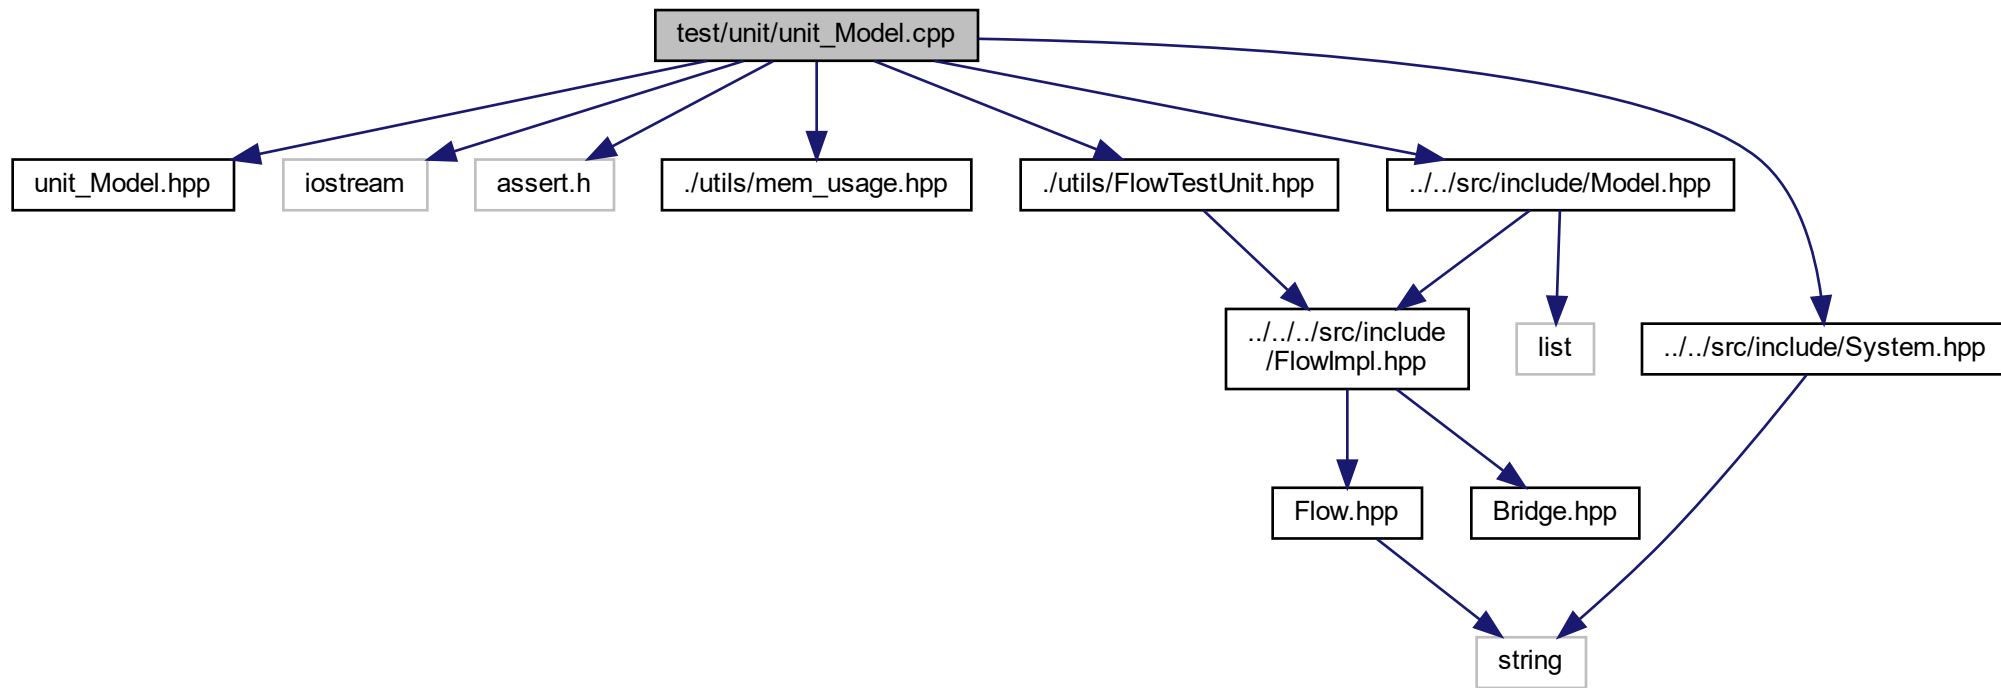 test/unit/unit_Model.cpp
unit_Model.hpp
iostream
assert.h
./utils/mem_usage.hpp
./utils/FlowTestUnit.hpp
../../src/include/Model.hpp
../../../src/include
/FlowImpl.hpp
list
../../src/include/System.hpp
Flow.hpp
Bridge.hpp
string